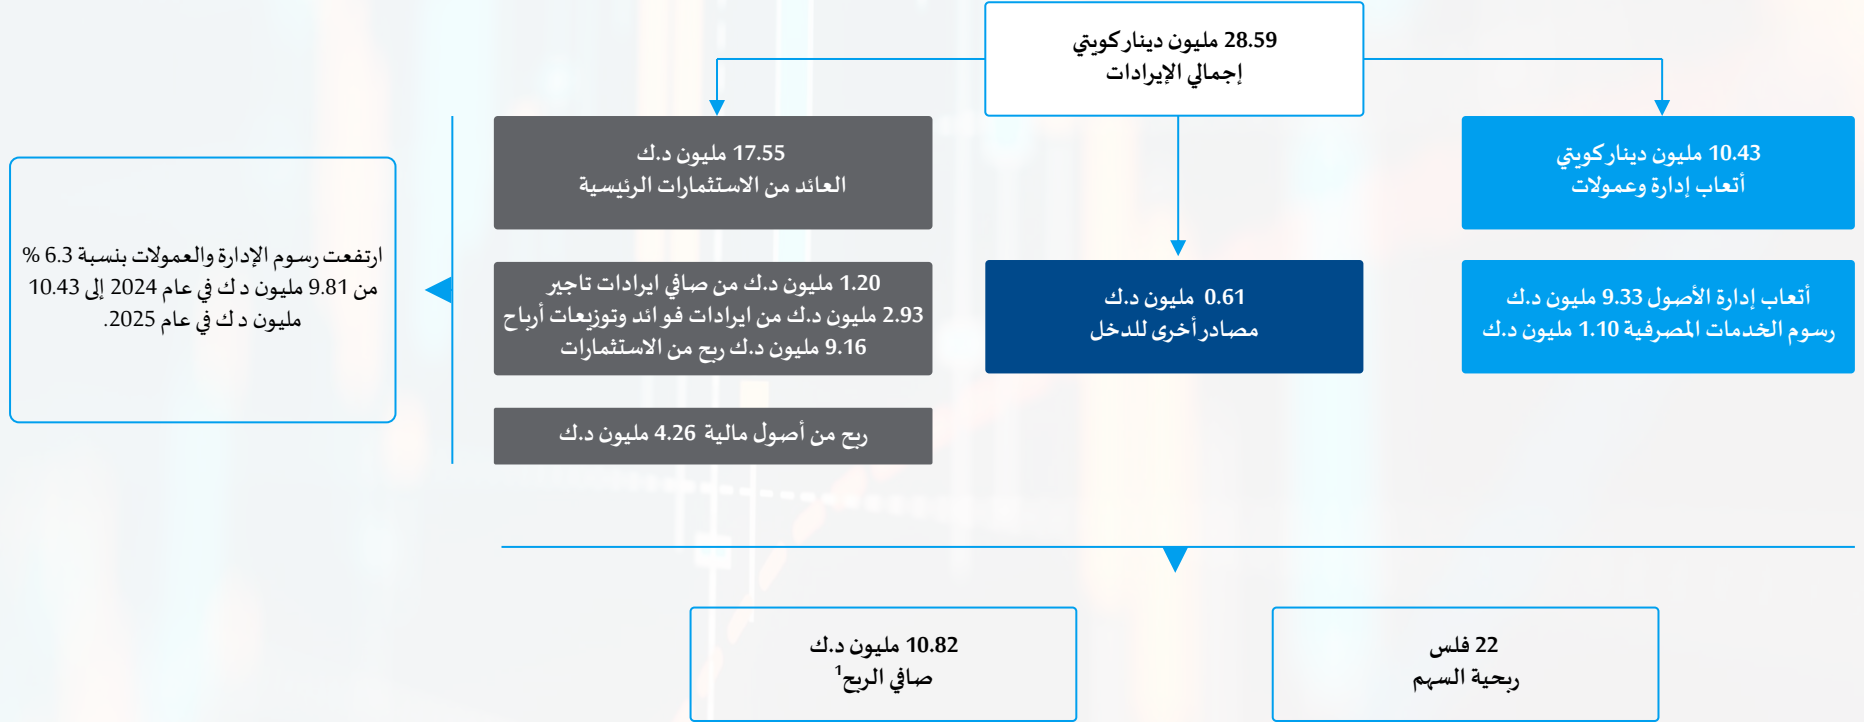 28.59 مليون دينار كويتي
إجمالي الإيرادات
10.43 مليون دينار كويتي
أتعاب إدارة وعمولات
أتعاب إدارة الأصول 9.33 مليون د.ك
رسوم الخدمات المصرفية 1.10 مليون د.ك
0.61 مليون د.ك
مصادر أخرى للدخل
17.55 مليون د.ك
العائد من الاستثمارات الرئيسية
1.20 مليون د.ك من صافي ايرادات تاجير
2.93 مليون د.ك من ايرادات فوائد وتوزيعات أرباح
9.16 مليون د.ك ربح من الاستثمارات
ربح من أصول مالية 4.26 مليون د.ك
ارتفعت رسوم الإدارة والعمولات بنسبة 6.3 %
من 9.81 مليون د ك في عام 2024 إلى 10.43
مليون د ك في عام 2025.
22 فلس
ربحية السهم
10.82 مليون د.ك
صافي الربح1